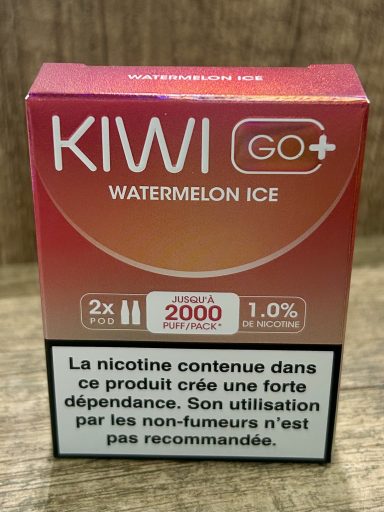 WATERMELON ICE
KIWI GO+
WATERMELON ICE
2x
POD
JUSQU'À
2000
PUFF/PACK*
1.0%
DE NICOTINE
La nicotine contenue dans
ce produit crée une forte
dépendance. Son utilisation
par les non-fumeurs n'est
pas recommandée.